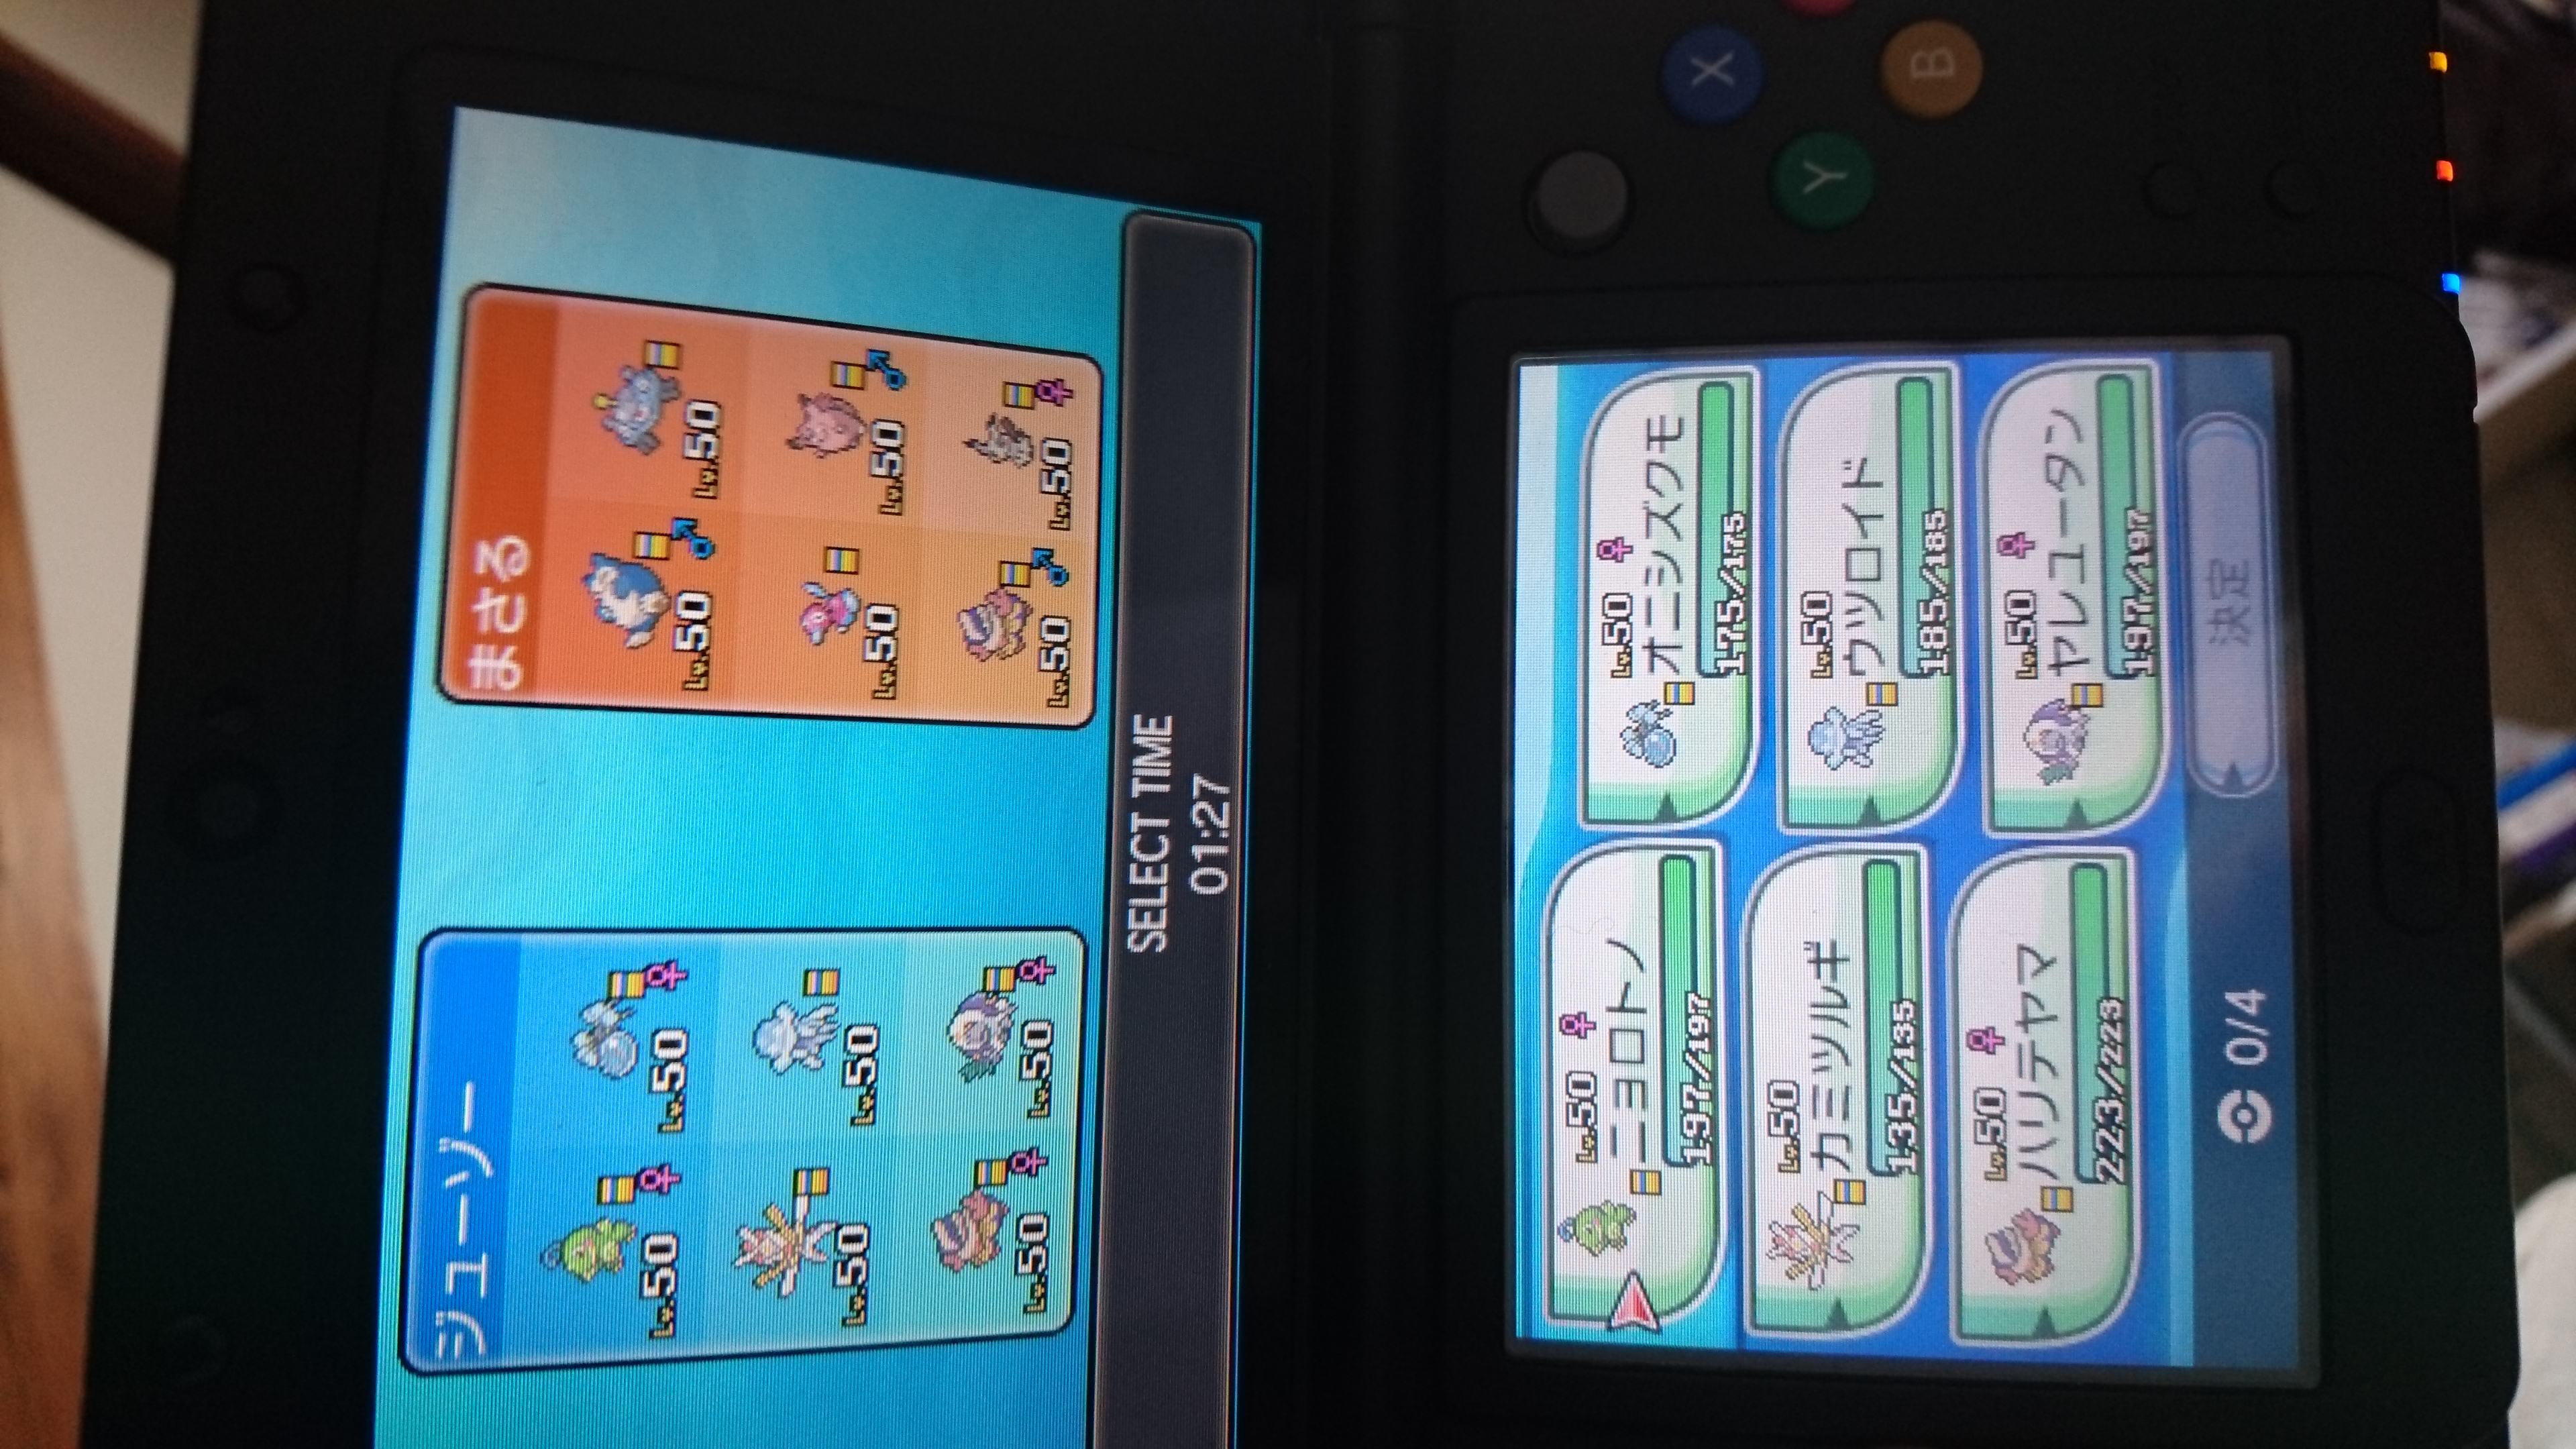 ジューゾー
Lv.50 ♀ Lv.50 ♀
Lv.50 Lv.50
Lv.50 ♀ Lv.50 ♀
まさる
Lv.50 ♂ Lv.50
Lv.50 Lv.50 ♂
Lv.50 ♂ Lv.50 ♀
SELECT TIME
01:27
Lv.50 ♀
ニョロトノ
197/197
Lv.50 ♀
オニシズクモ
175/175
Lv.50
カミツルギ
135/135
Lv.50
ウツロイド
185/185
Lv.50 ♀
ハリテヤマ
223/223
Lv.50 ♀
ヤレユータン
197/197
0/4
決定
X
Y
B